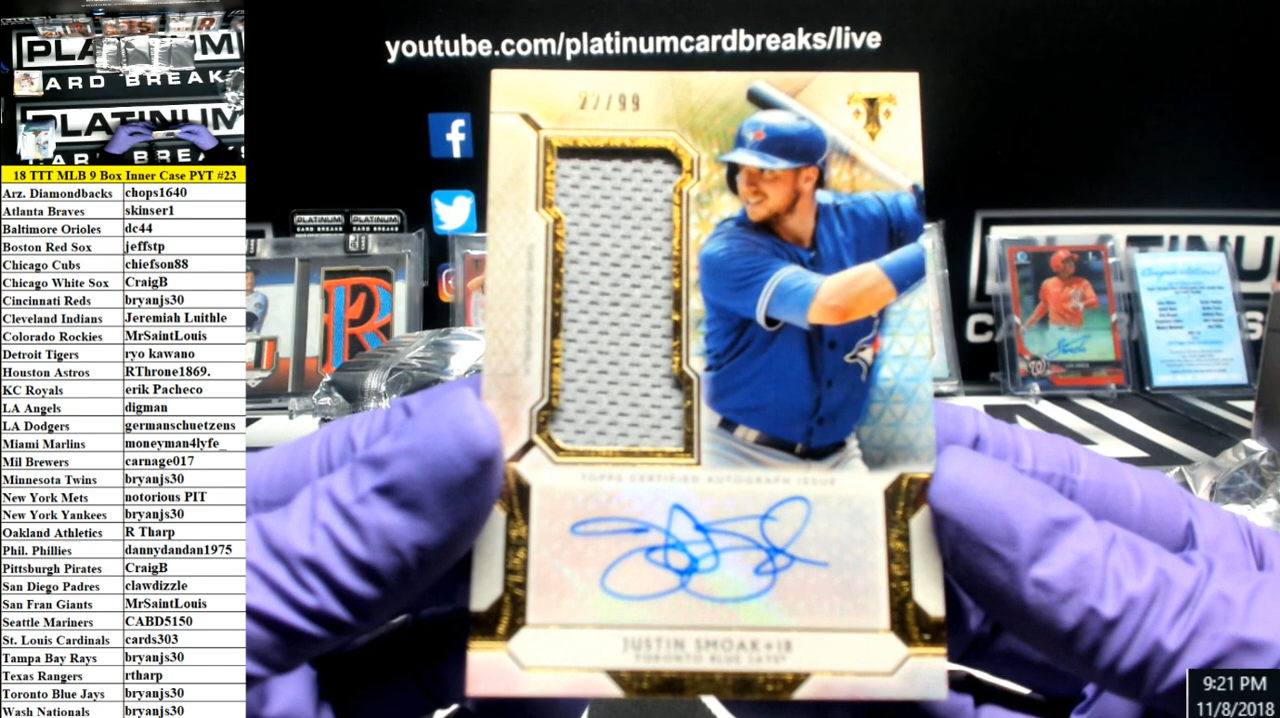 youtube.com/platinumcardbreaks/live
PLATINUM
CARD BREAKS
PLATINUM
18 TTT MLB 9 Box Inner Case PYT #23
Arz. Diamondbacks chops1640
Atlanta Braves skinser1
Baltimore Orioles dc44
Boston Red Sox jeffstp
Chicago Cubs chiefson88
Chicago White Sox CraigB
Cincinnati Reds bryanjs30
Cleveland Indians Jeremiah Luithle
Colorado Rockies MrSaintLouis
Detroit Tigers ryo kawano
Houston Astros RThrone1869.
KC Royals erik Pacheco
LA Angels digman
LA Dodgers germanschuetzens
Miami Marlins moneyman4lyfe_
Mil Brewers carnage017
Minnesota Twins bryanjs30
New York Mets notorious PIT
New York Yankees bryanjs30
Oakland Athletics R Tharp
Phil. Phillies dannydandan1975
Pittsburgh Pirates CraigB
San Diego Padres clawdizzle
San Fran Giants MrSaintLouis
Seattle Mariners CABD5150
St. Louis Cardinals cards303
Tampa Bay Rays bryanjs30
Texas Rangers rtharp
Toronto Blue Jays bryanjs30
Wash Nationals bryanjs30
27/99
PLATINUM PLATINUM
CARD BREAKS CARD BREAKS
TOPPS CERTIFIED AUTOGRAPH ISSUE
JUSTIN SMOAK • 1B
TORONTO BLUE JAYS
9:21 PM
11/8/2018